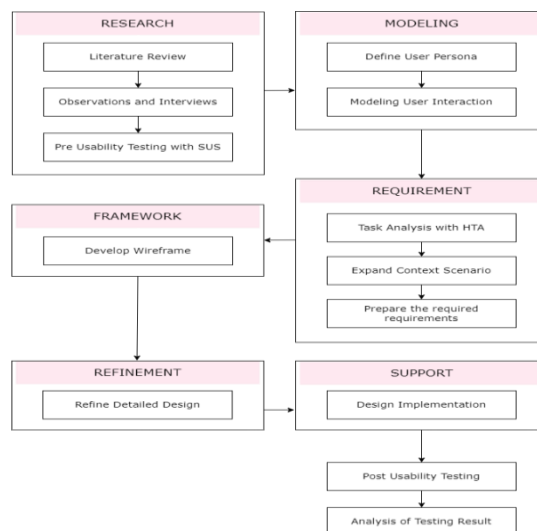 RESEARCH
Literature Review
Observations and Interviews
Pre Usability Testing with SUS
MODELING
Define User Persona
Modeling User Interaction
REQUIREMENT
Task Analysis with HTA
Expand Context Scenario
Prepare the required
requirements
FRAMEWORK
Develop Wireframe
REFINEMENT
Refine Detailed Design
SUPPORT
Design Implementation
Post Usability Testing
Analysis of Testing Result